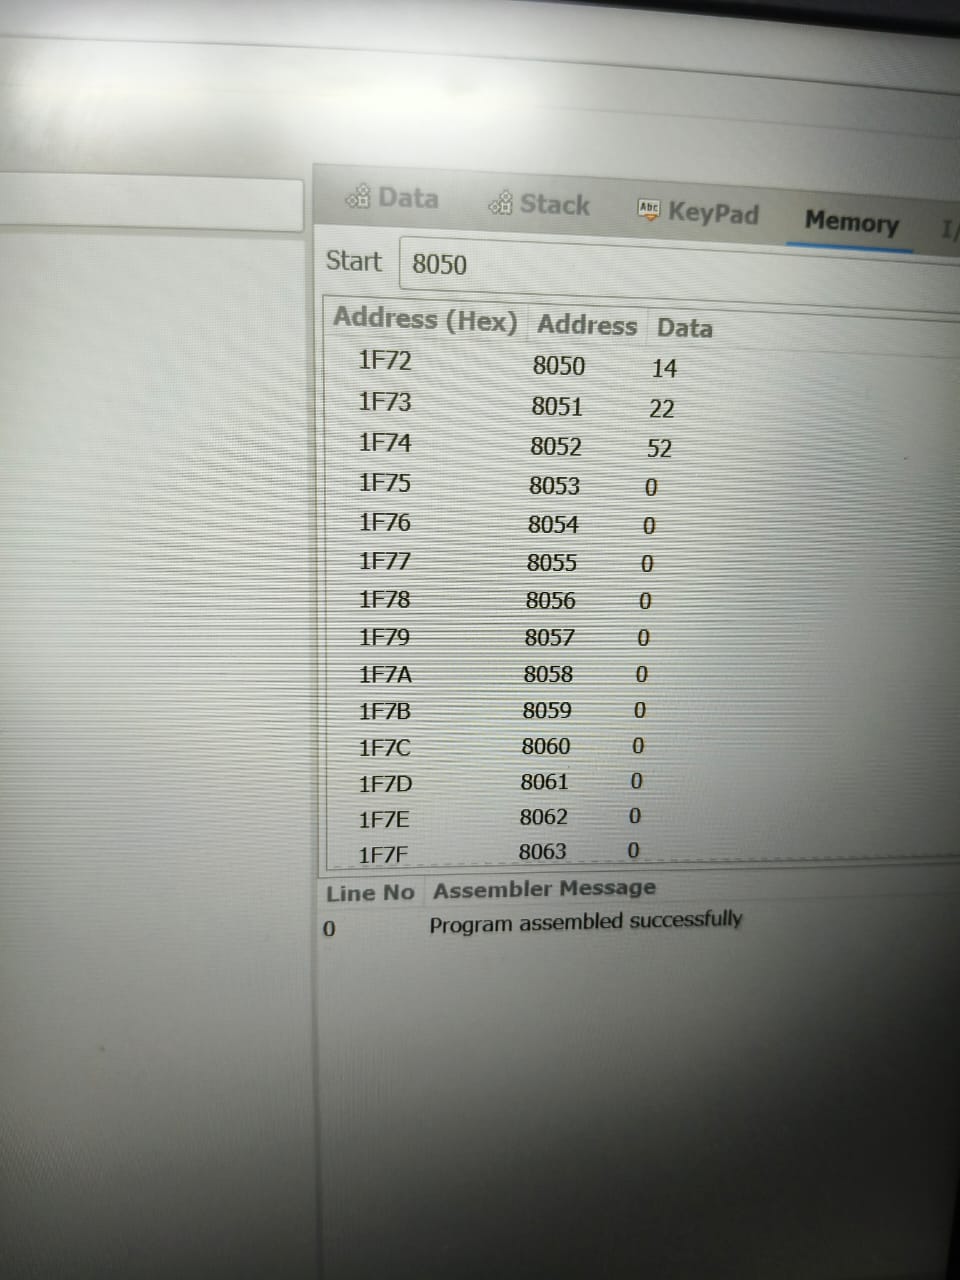 Data Stack Abc KeyPad Memory I/
Start 8050
Address (Hex) Address Data
1F72 8050 14
1F73 8051 22
1F74 8052 52
1F75 8053 0
1F76 8054 0
1F77 8055 0
1F78 8056 0
1F79 8057 0
1F7A 8058 0
1F7B 8059 0
1F7C 8060 0
1F7D 8061 0
1F7E 8062 0
1F7F 8063 0
Line No Assembler Message
0 Program assembled successfully